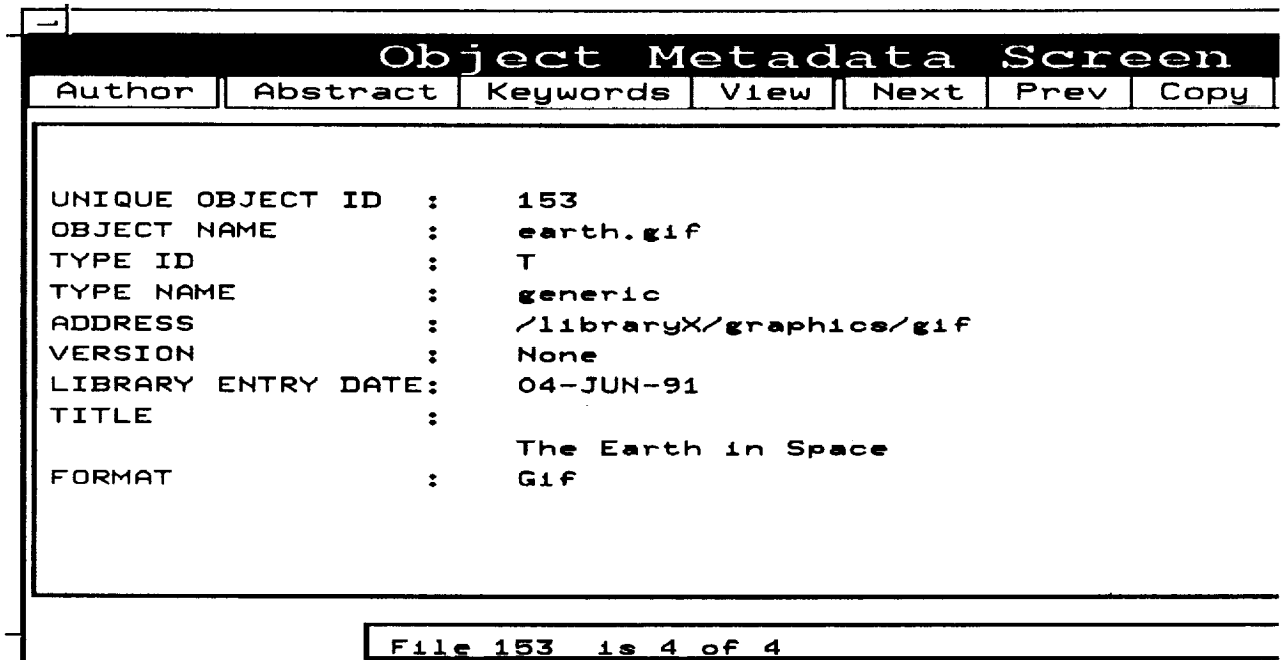 Object Metadata Screen
Author Abstract Keywords View Next Prev Copy
UNIQUE OBJECT ID : 153
OBJECT NAME : earth.gif
TYPE ID : T
TYPE NAME : generic
ADDRESS : /libraryX/graphics/gif
VERSION : None
LIBRARY ENTRY DATE: 04-JUN-91
TITLE :
The Earth in Space
FORMAT : Gif
File 153 is 4 of 4